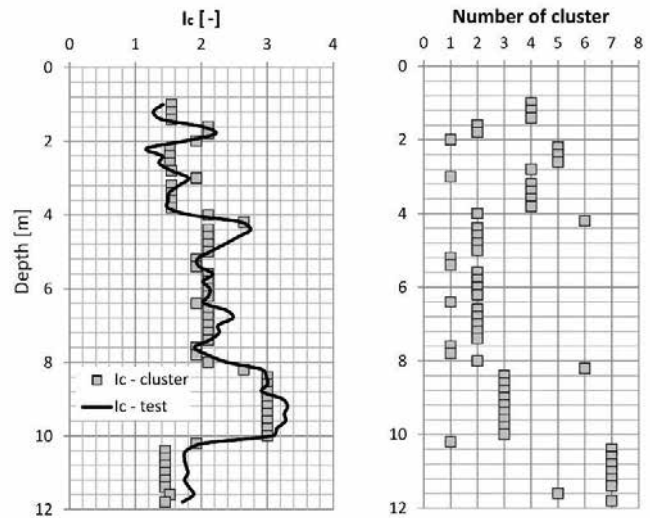 Ic [-]
0 1 2 3 4
0
2
4
6
8
10
12
Depth [m]
Ic - cluster
Ic - test
Number of cluster
0 1 2 3 4 5 6 7 8
0
2
4
6
8
10
12